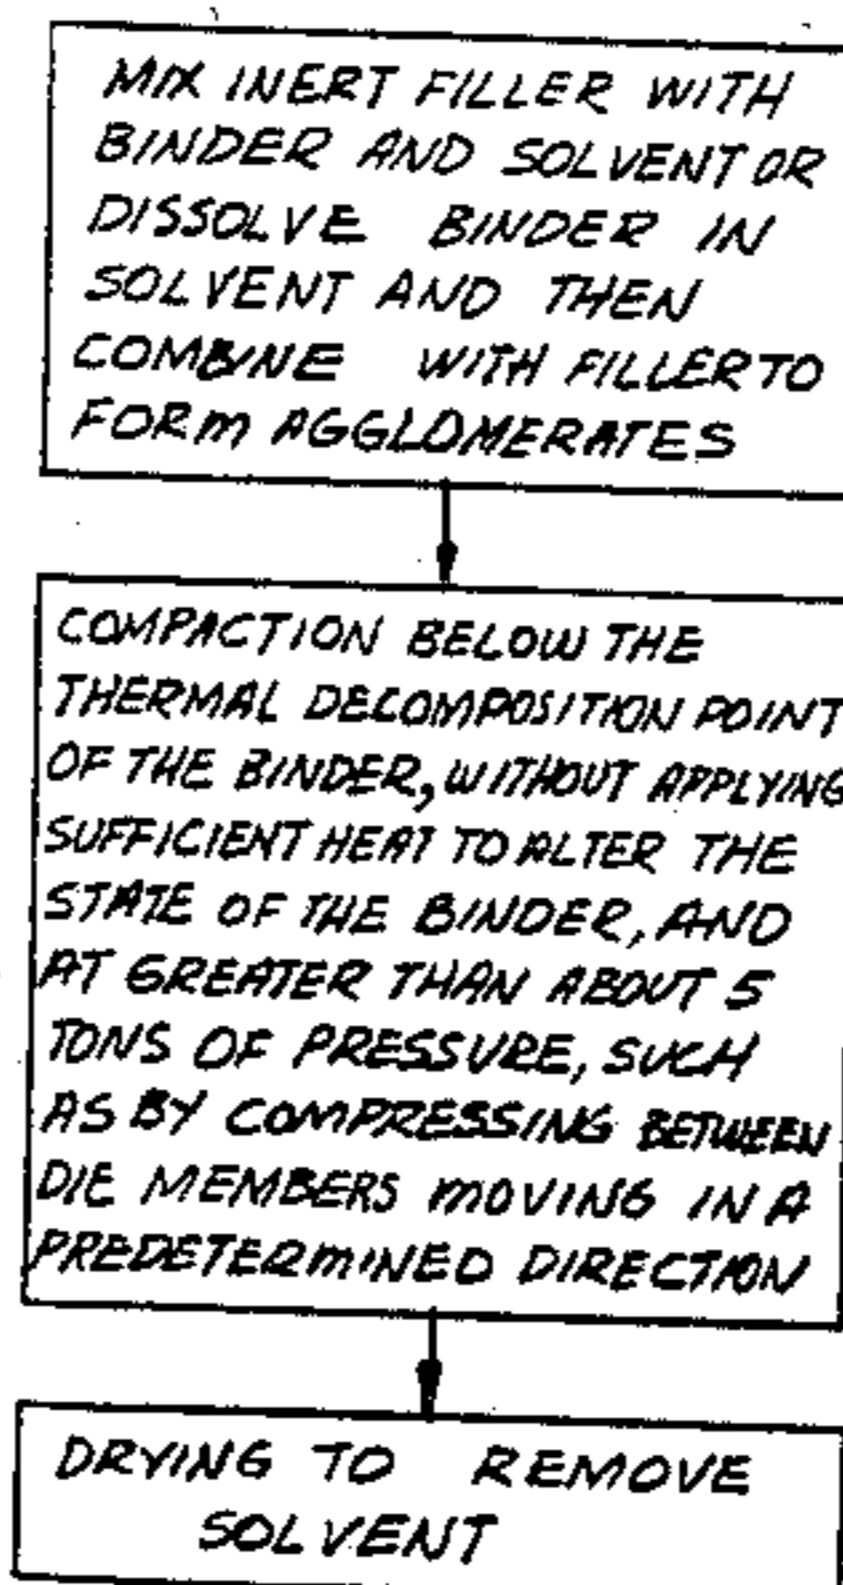 MIX INERT FILLER WITH
BINDER AND SOLVENT OR
DISSOLVE BINDER IN
SOLVENT AND THEN
COMBINE WITH FILLER TO
FORM AGGLOMERATES
COMPACTION BELOW THE
THERMAL DECOMPOSITION POINT
OF THE BINDER, WITHOUT APPLYING
SUFFICIENT HEAT TO ALTER THE
STATE OF THE BINDER, AND
AT GREATER THAN ABOUT 5
TONS OF PRESSURE, SUCH
AS BY COMPRESSING BETWEEN
DIE MEMBERS MOVING IN A
PREDETERMINED DIRECTION
DRYING TO REMOVE
SOLVENT